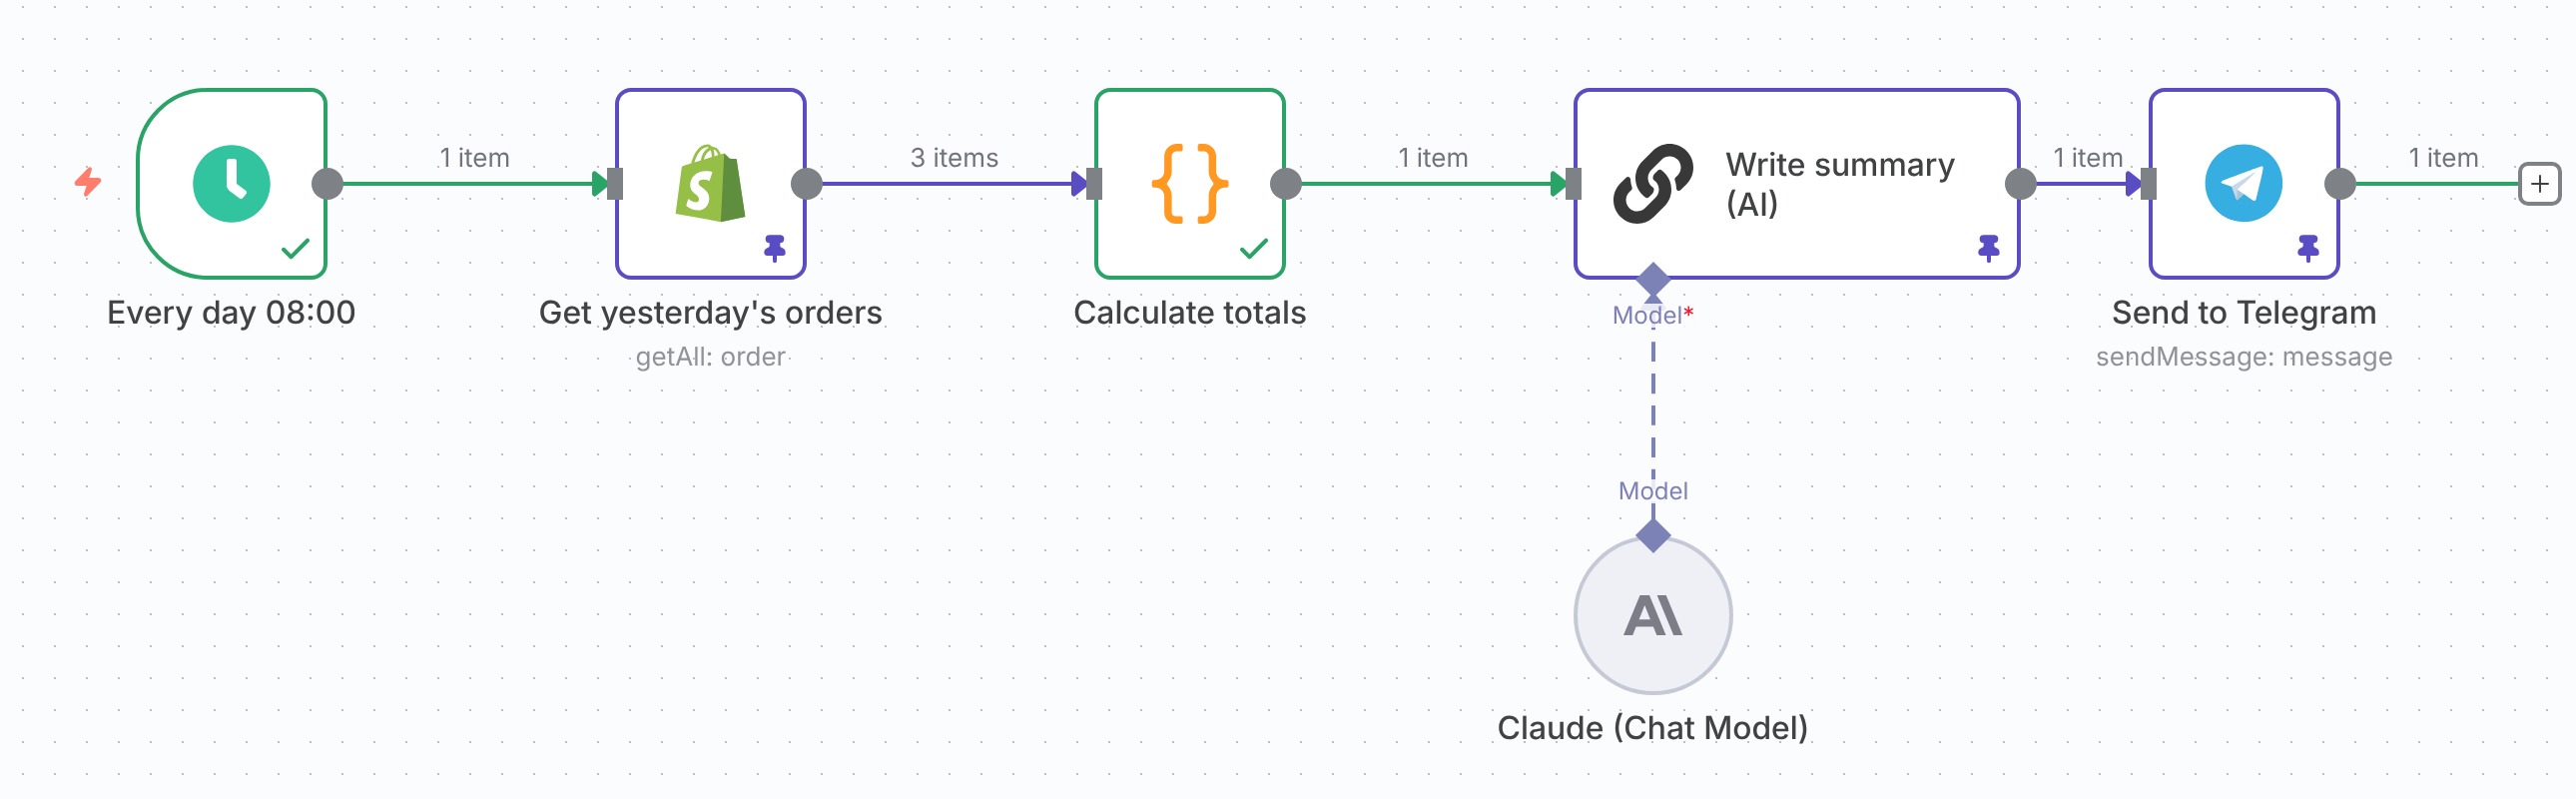 1 item
3 items
1 item
1 item
1 item
Write summary
(AI)
Every day 08:00
Get yesterday's orders
getAll: order
Calculate totals
Model*
Send to Telegram
sendMessage: message
Model
Claude (Chat Model)